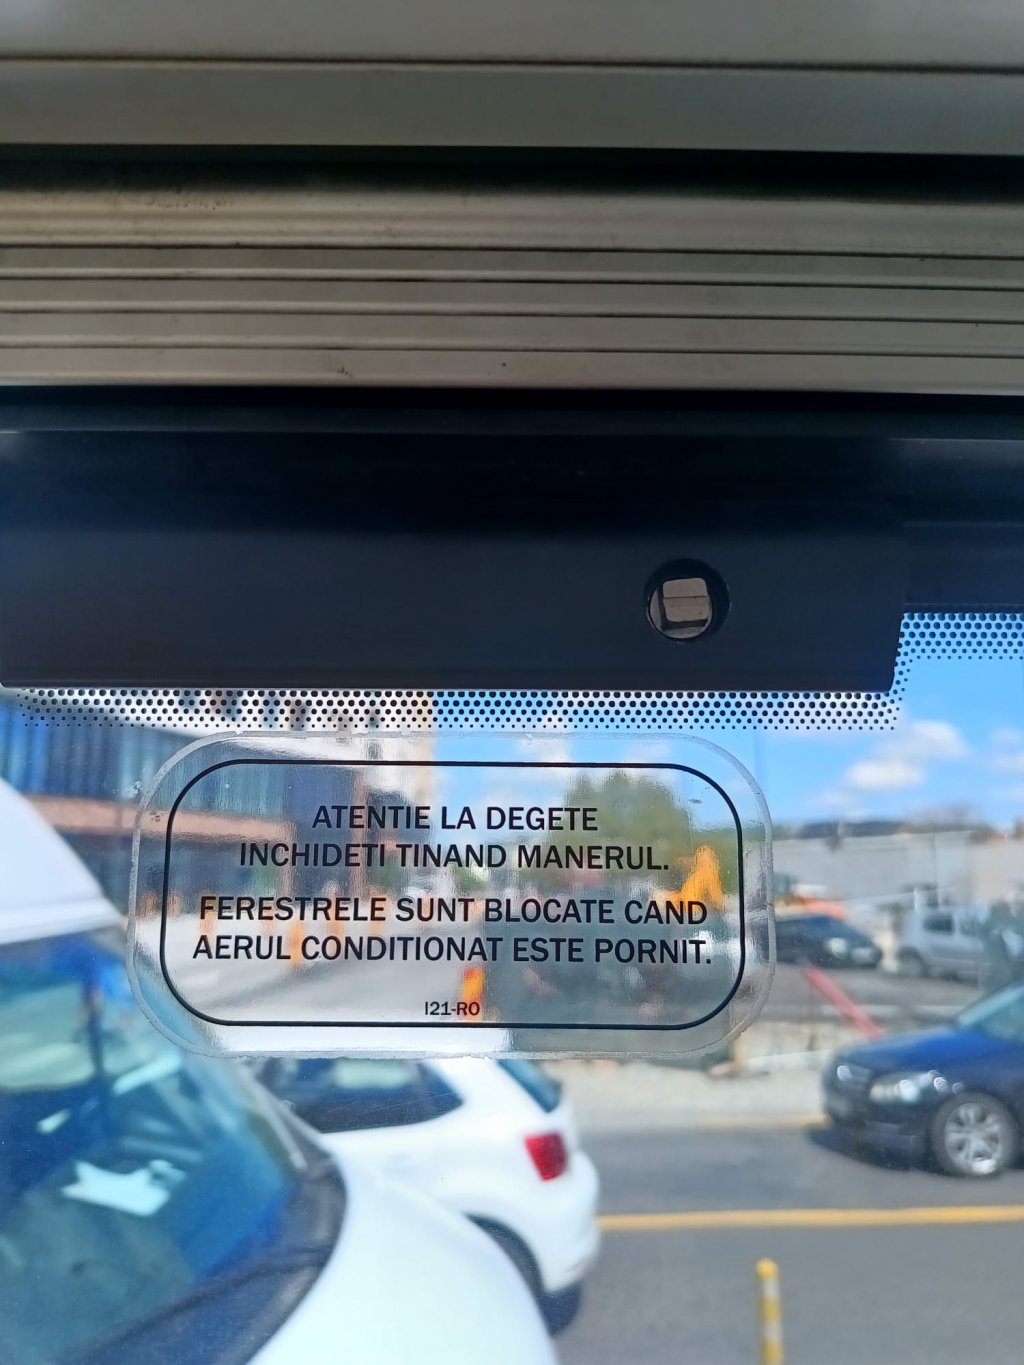 ATENTIE LA DEGETE
INCHIDETI TINAND MANERUL.
FERESTRELE SUNT BLOCATE CAND
AERUL CONDITIONAT ESTE PORNIT.
I21-RO